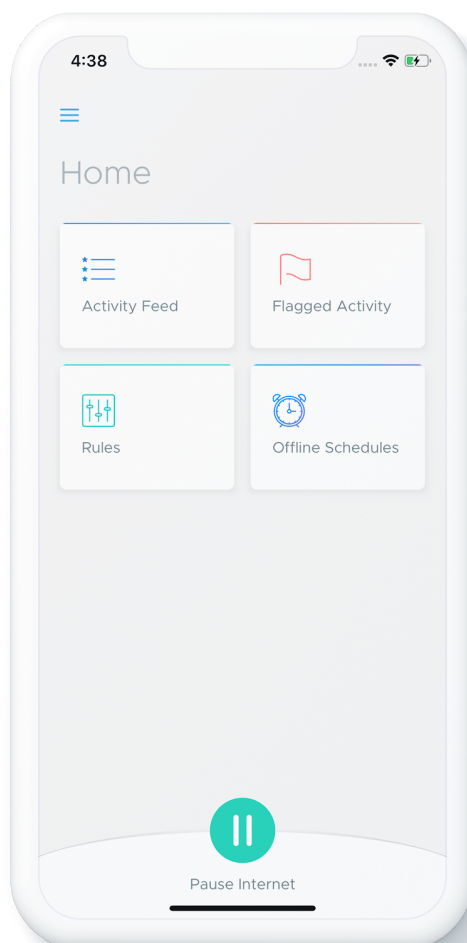 4:38
Home
Activity Feed
Flagged Activity
Rules
Offline Schedules
Pause Internet